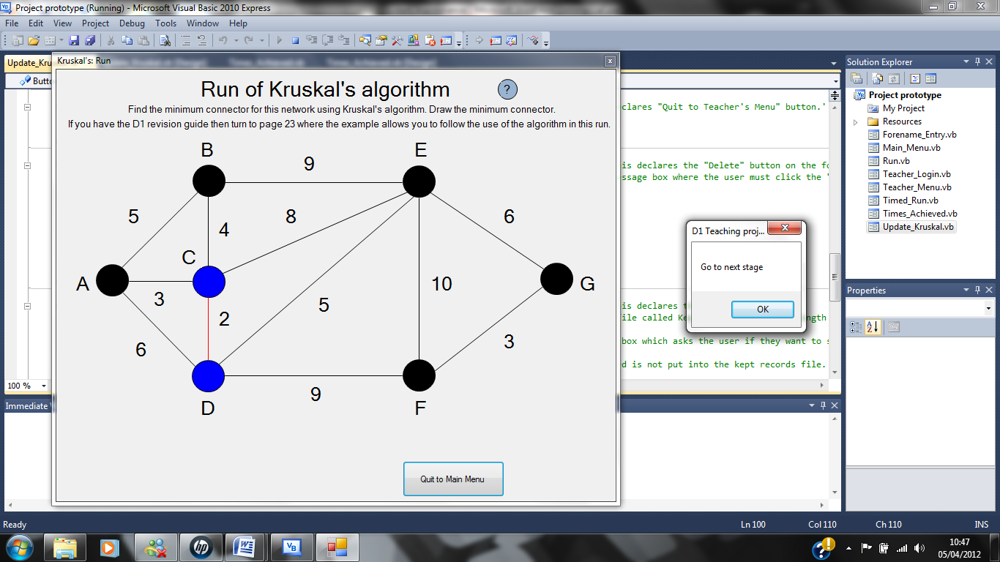 Project prototype (Running) - Microsoft Visual Basic 2010 Express
File Edit View Project Debug Tools Window Help
Update_Kru
Kruskal's: Run
Solution Explorer
Run of Kruskal's algorithm
?
Find the minimum connector for this network using Kruskal's algorithm. Draw the minimum connector.
If you have the D1 revision guide then turn to page 23 where the example allows you to follow the use of the algorithm in this run.
B
9
E
5
4
8
6
C
A
3
2
5
10
G
6
3
D
9
F
Quit to Main Menu
clares "Quit to Teacher's Menu" button.'
is declares the "Delete" button on the fo
ssage box where the user must click the "
is declares t
ile called Ke
ngth
box which asks the user if they want to s
d is not put into the kept records file.
D1 Teaching proj...
Go to next stage
OK
Project prototype
My Project
Resources
Forename_Entry.vb
Main_Menu.vb
Run.vb
Teacher_Login.vb
Teacher_Menu.vb
Timed_Run.vb
Times_Achieved.vb
Update_Kruskal.vb
Properties
100 %
Immediate
Ready
Ln 100 Col 110 Ch 110 INS
10:47
05/04/2012